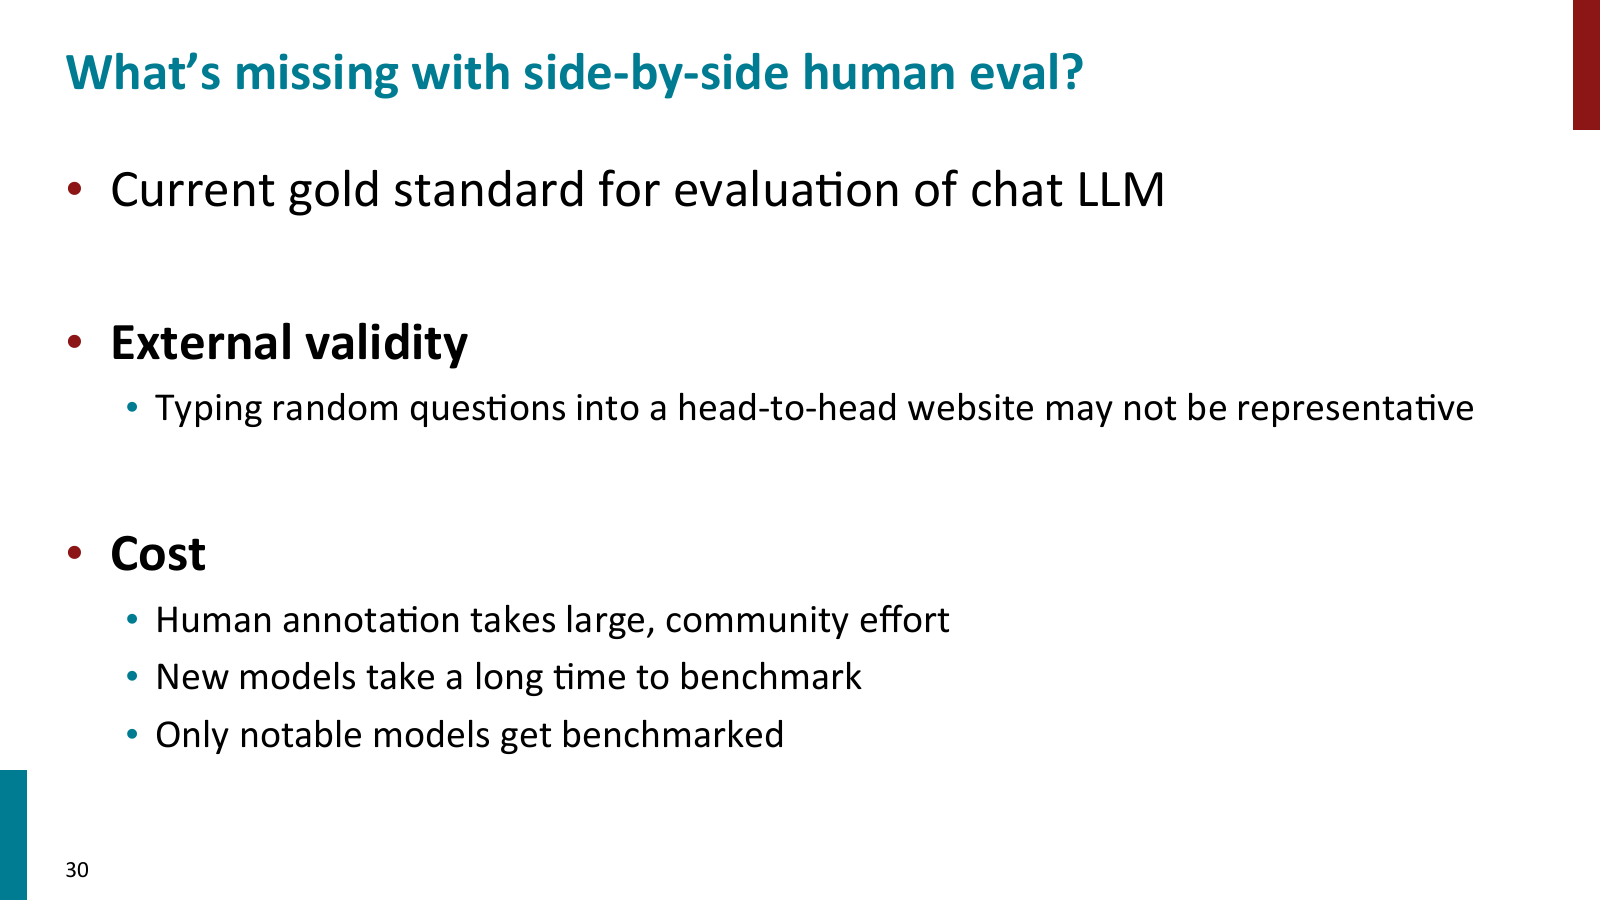 What’s missing with side-by-side human eval?
• Current gold standard for evaluation of chat LLM
• External validity
• Typing random questions into a head-to-head website may not be representative
• Cost
• Human annotation takes large, community effort
• New models take a long time to benchmark
• Only notable models get benchmarked
30